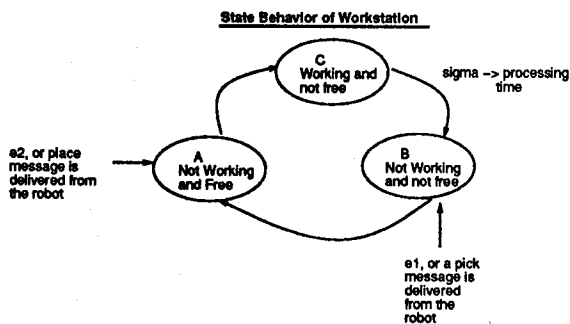 State Behavior of Workstation
C
Working and
not free
sigma –> processing
time
e2, or place
message is
delivered from
the robot
A
Not Working
and Free
B
Not Working
and not free
e1, or a pick
message is
delivered
from the
robot